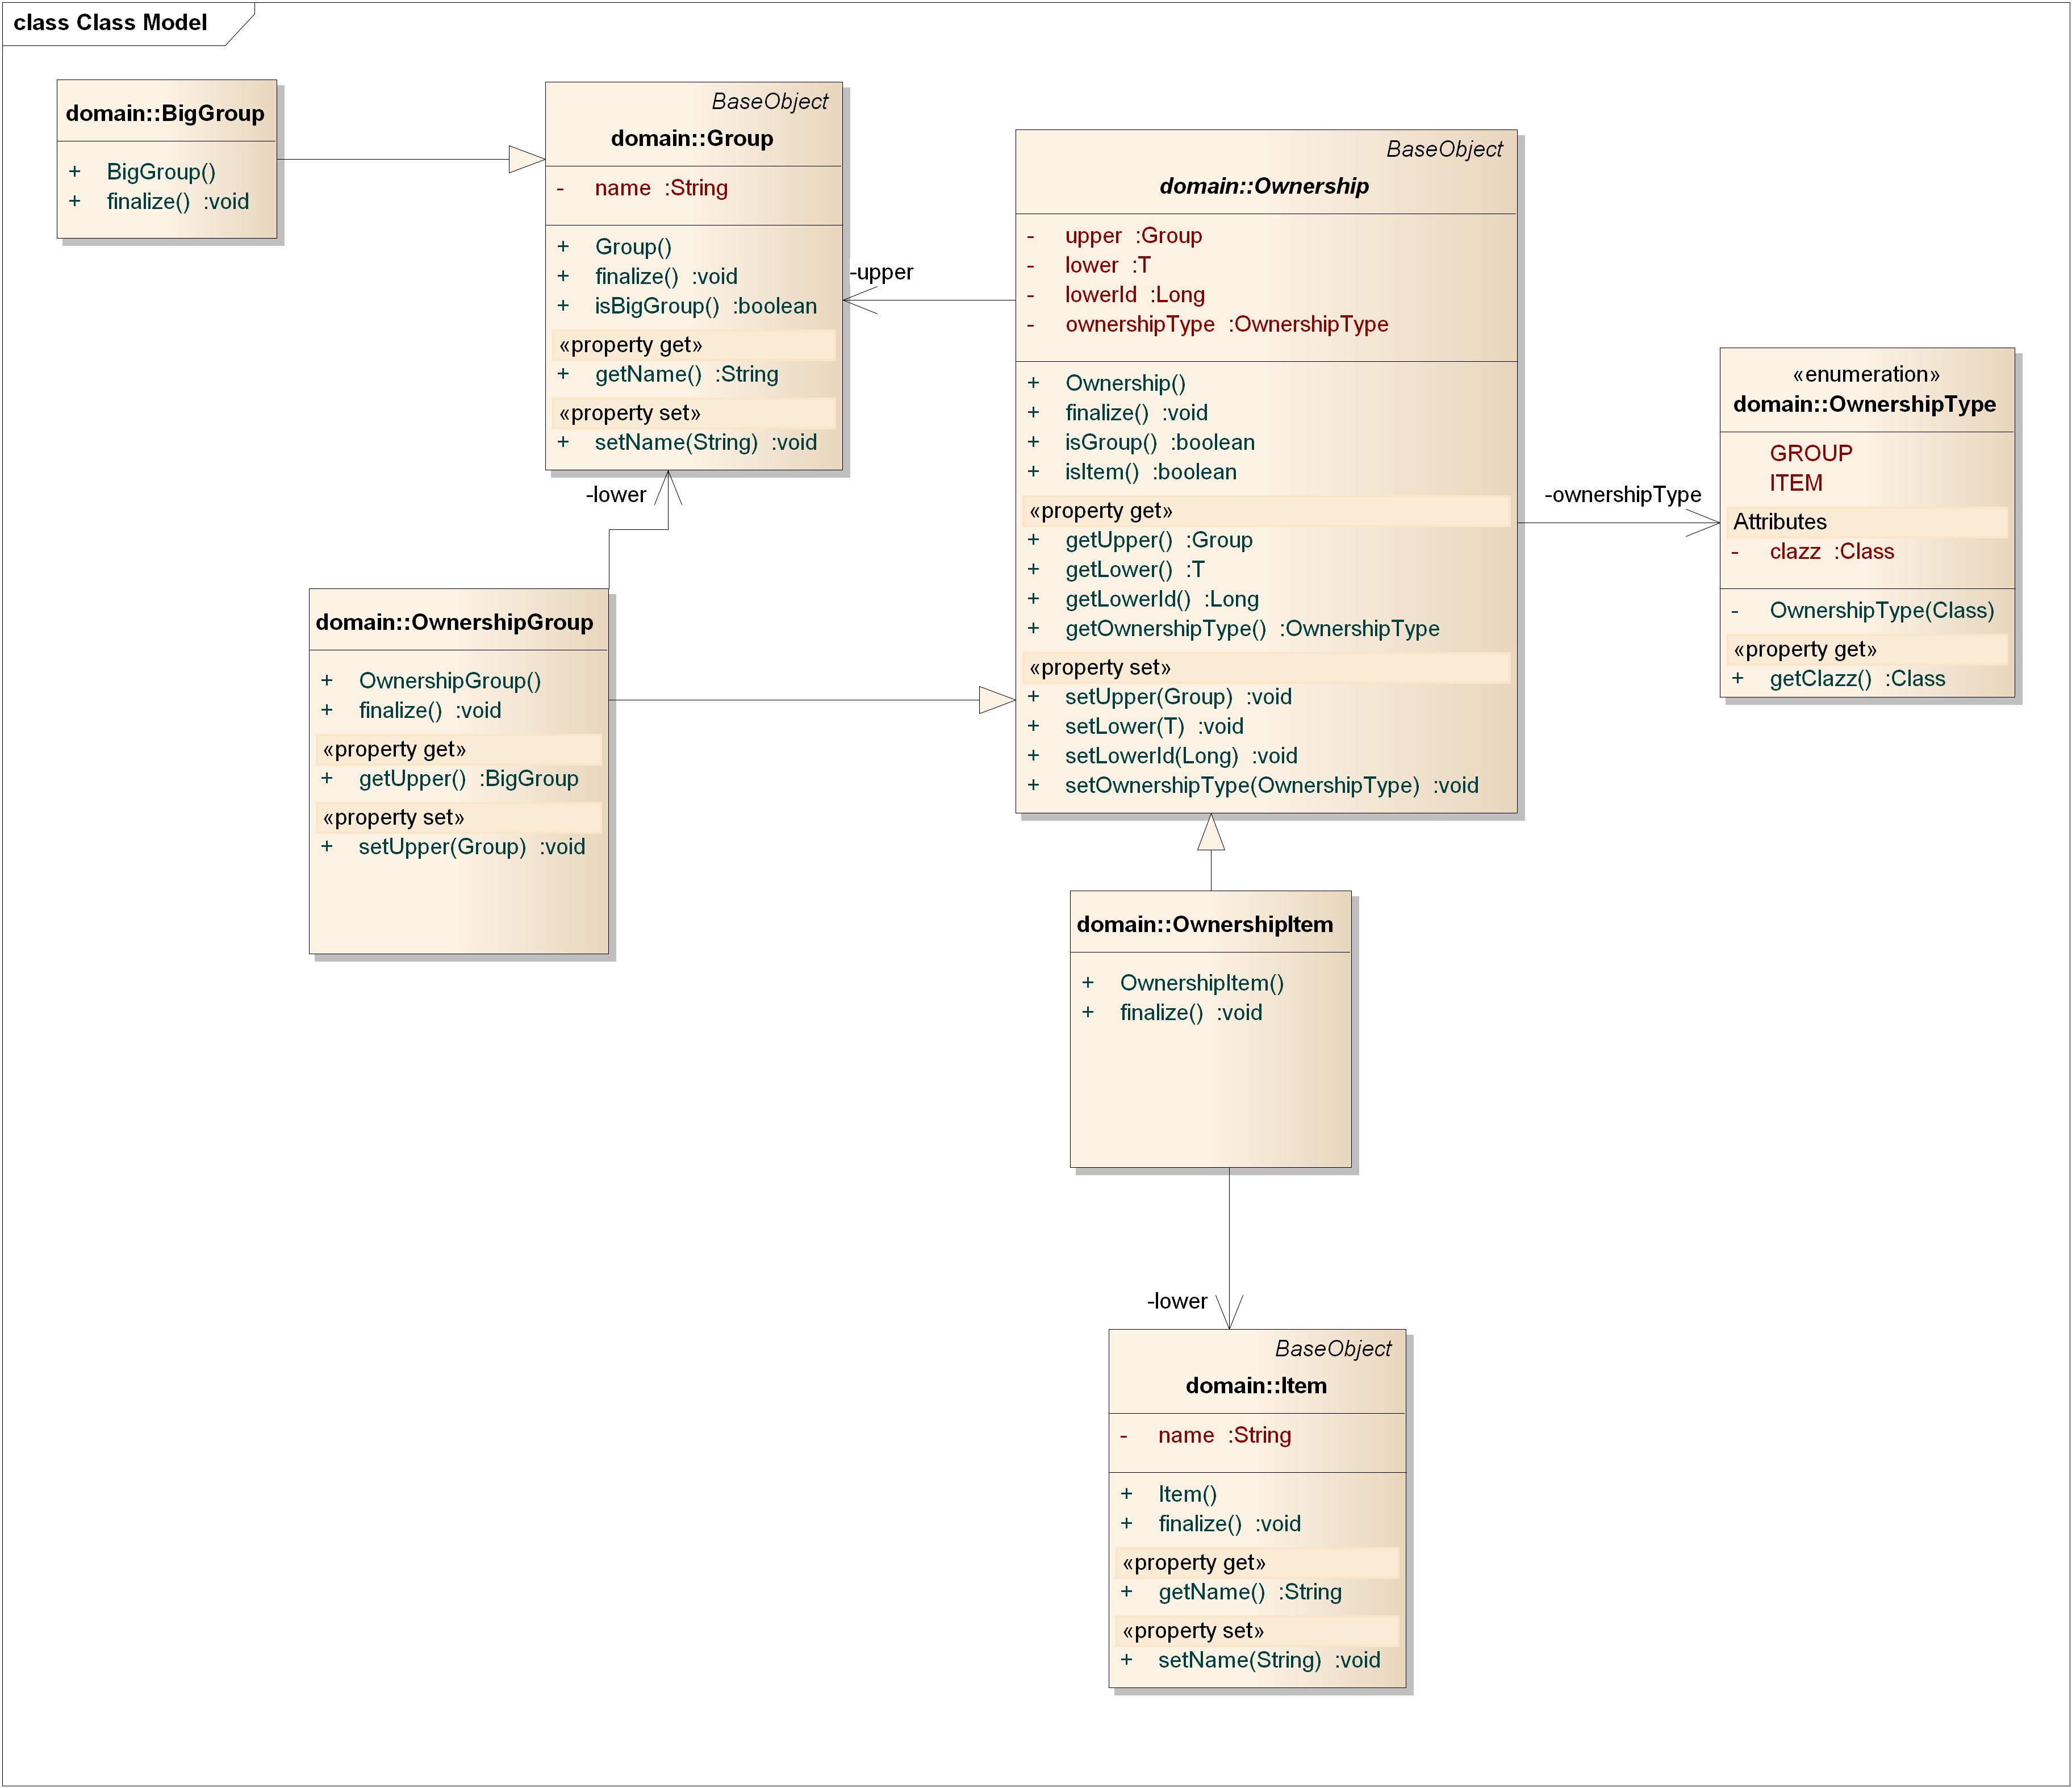 class Class Model
domain::BigGroup
+ BigGroup()
+ finalize() :void
BaseObject
domain::Group
- name :String
+ Group()
+ finalize() :void
+ isBigGroup() :boolean
«property get»
+ getName() :String
«property set»
+ setName(String) :void
-upper
BaseObject
domain::Ownership
- upper :Group
- lower :T
- lowerId :Long
- ownershipType :OwnershipType
+ Ownership()
+ finalize() :void
+ isGroup() :boolean
+ isItem() :boolean
«property get»
+ getUpper() :Group
+ getLower() :T
+ getLowerId() :Long
+ getOwnershipType() :OwnershipType
«property set»
+ setUpper(Group) :void
+ setLower(T) :void
+ setLowerId(Long) :void
+ setOwnershipType(OwnershipType) :void
-ownershipType
«enumeration»
domain::OwnershipType
GROUP
ITEM
Attributes
- clazz :Class
- OwnershipType(Class)
«property get»
+ getClazz() :Class
-lower
domain::OwnershipGroup
+ OwnershipGroup()
+ finalize() :void
«property get»
+ getUpper() :BigGroup
«property set»
+ setUpper(Group) :void
domain::OwnershipItem
+ OwnershipItem()
+ finalize() :void
-lower
BaseObject
domain::Item
- name :String
+ Item()
+ finalize() :void
«property get»
+ getName() :String
«property set»
+ setName(String) :void